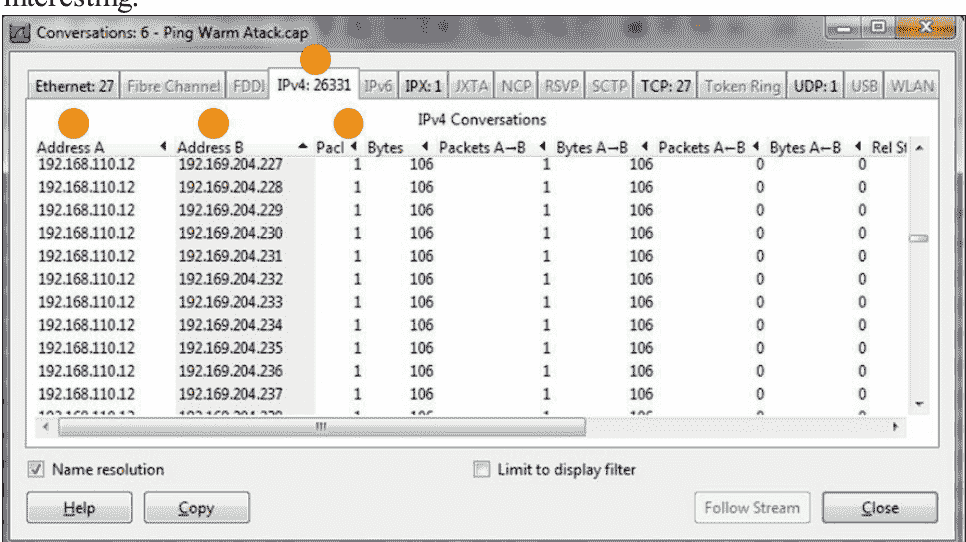 interesting.
Conversations: 6 - Ping Warm Atack.cap
Ethernet: 27 Fibre Channel FDDI IPv4: 26331 IPv6 IPX: 1 JXTA NCP RSVP SCTP TCP: 27 Token Ring UDP: 1 USB WLAN
IPv4 Conversations
Address A Address B Pacl Bytes Packets A→B Bytes A→B Packets A←B Bytes A←B Rel St
192.168.110.12 192.169.204.227 1 106 1 106 0 0
192.168.110.12 192.169.204.228 1 106 1 106 0 0
192.168.110.12 192.169.204.229 1 106 1 106 0 0
192.168.110.12 192.169.204.230 1 106 1 106 0 0
192.168.110.12 192.169.204.231 1 106 1 106 0 0
192.168.110.12 192.169.204.232 1 106 1 106 0 0
192.168.110.12 192.169.204.233 1 106 1 106 0 0
192.168.110.12 192.169.204.234 1 106 1 106 0 0
192.168.110.12 192.169.204.235 1 106 1 106 0 0
192.168.110.12 192.169.204.236 1 106 1 106 0 0
192.168.110.12 192.169.204.237 1 106 1 106 0 0
Name resolution Limit to display filter
Help Copy Follow Stream Close